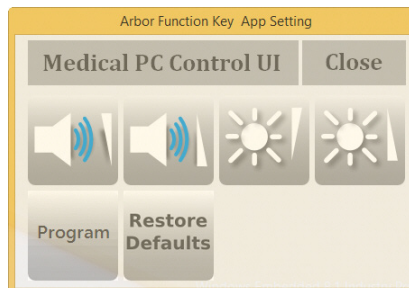 Arbor Function Key App Setting
Medical PC Control UI
Close
Program
Restore
Defaults